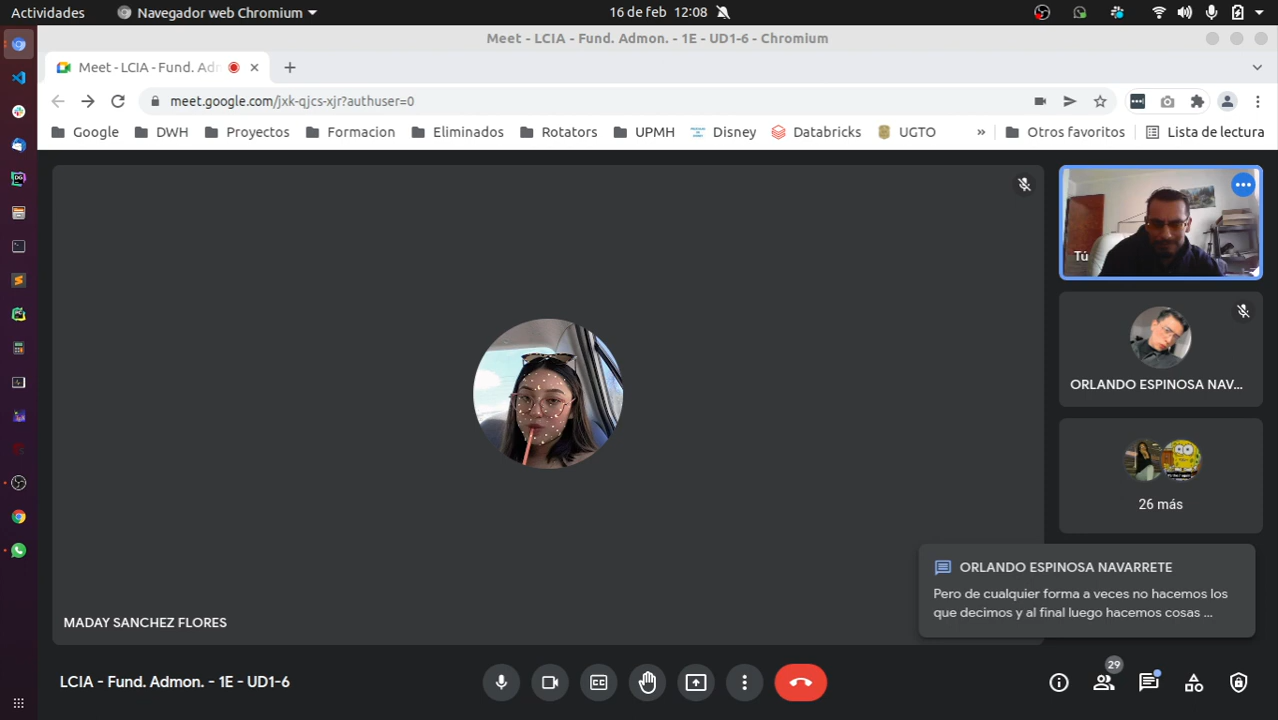 Actividades
Navegador web Chromium
16 de feb 12:08
Meet - LCIA - Fund. Admon. - 1E - UD1-6 - Chromium
Meet - LCIA - Fund. Adm
meet.google.com/jxk-qjcs-xjr?authuser=0
Google
DWH
Proyectos
Formacion
Eliminados
Rotators
UPMH
Disney
Databricks
UGTO
»
Otros favoritos
Lista de lectura
Tú
ORLANDO ESPINOSA NAV...
26 más
ORLANDO ESPINOSA NAVARRETE
Pero de cualquier forma a veces no hacemos los
que decimos y al final luego hacemos cosas ...
MADAY SANCHEZ FLORES
LCIA - Fund. Admon. - 1E - UD1-6
29